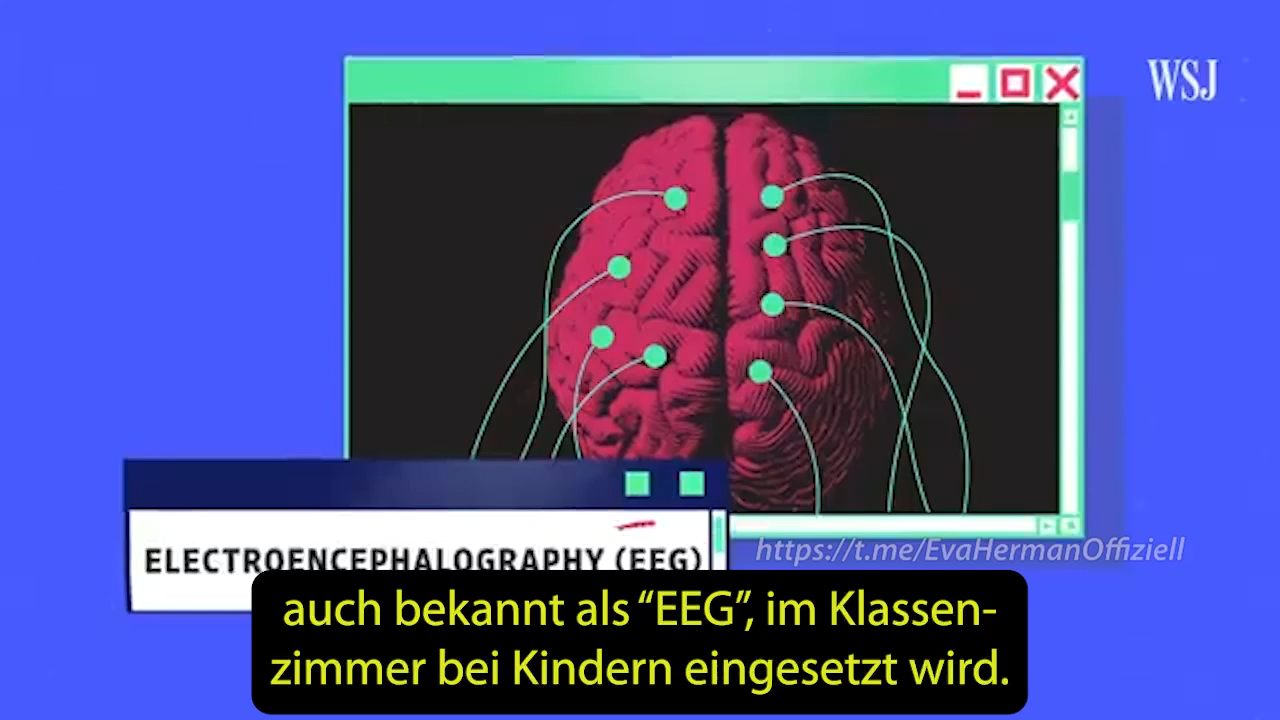 WSJ
ELECTROENCEPHALOGRAPHY (EEG)
https://t.me/EvaHermanOffiziell
auch bekannt als “EEG”, im Klassen-
zimmer bei Kindern eingesetzt wird.